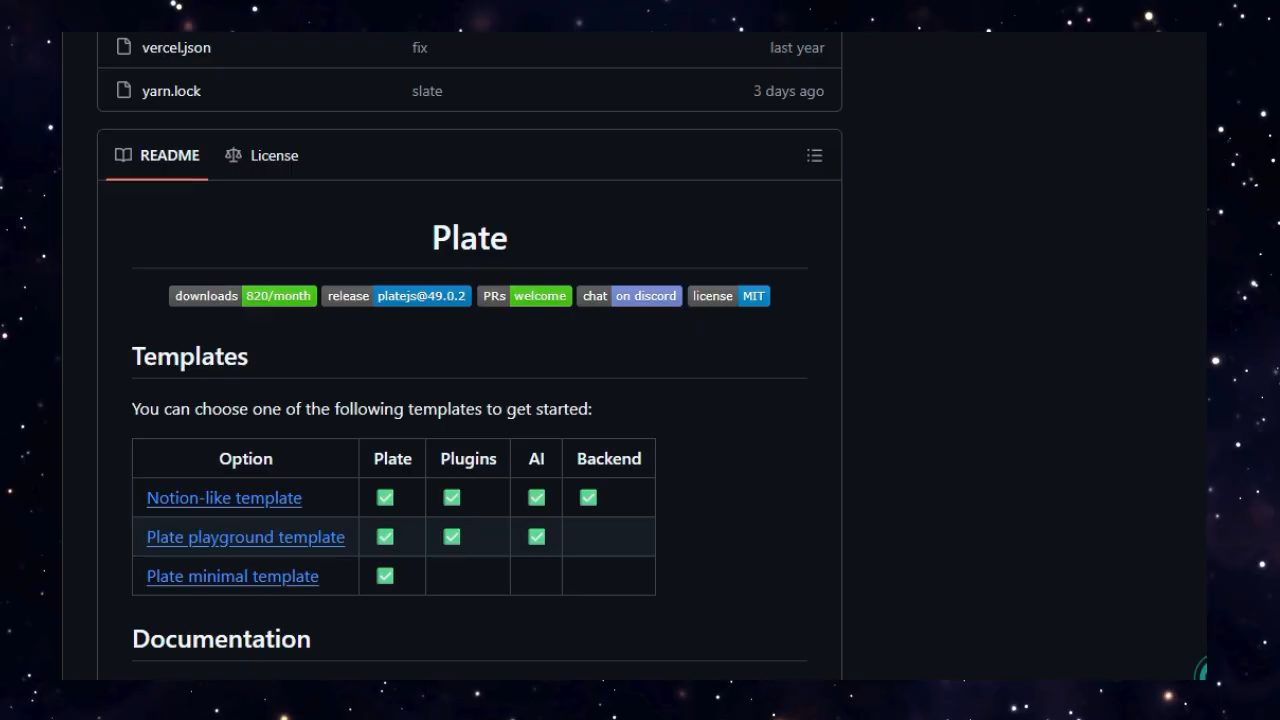 vercel.json fix last year
yarn.lock slate 3 days ago
README License
Plate
downloads 820/month release platejs@49.0.2 PRs welcome chat on discord license MIT
Templates
You can choose one of the following templates to get started:
Option Plate Plugins AI Backend
Notion-like template ✅ ✅ ✅ ✅
Plate playground template ✅ ✅ ✅
Plate minimal template ✅
Documentation